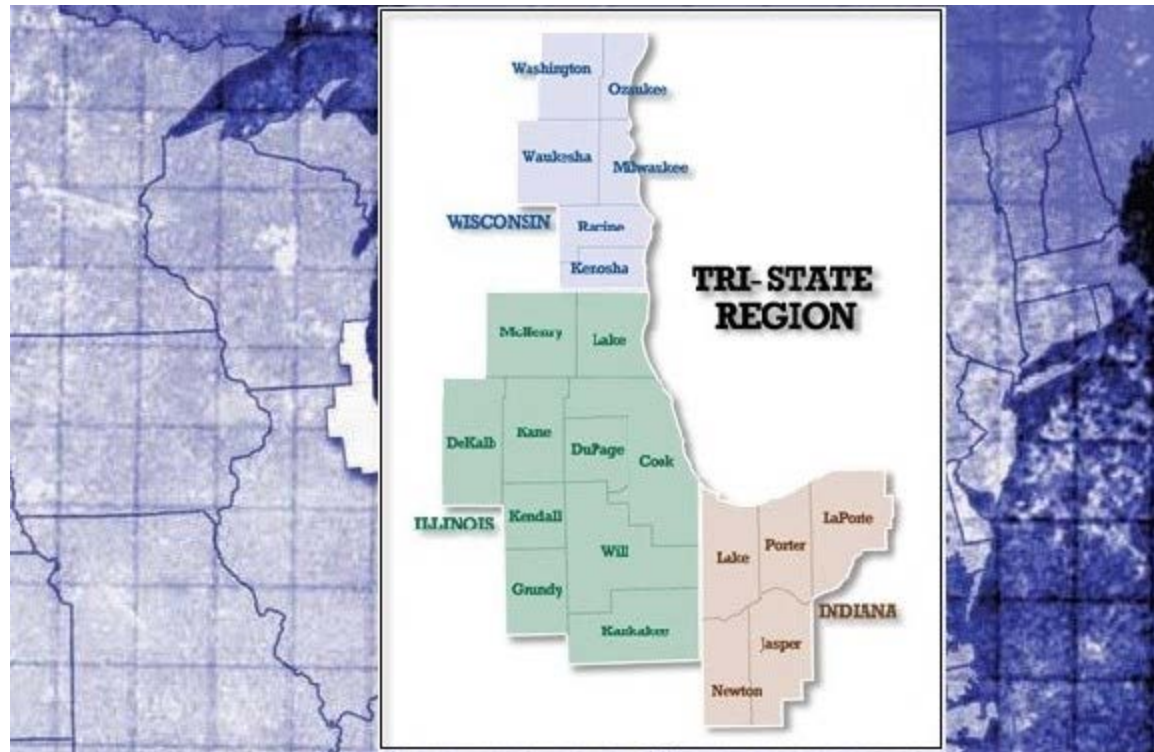 Washington
Ozaukee
Waukesha
Milwaukee
WISCONSIN
Racine
Kenosha
TRI-STATE
REGION
McHenry
Lake
DeKalb
Kane
DuPage
Cook
ILLINOIS
Kendall
Will
Grundy
Kankakee
LaPorte
Lake
Porter
INDIANA
Jasper
Newton